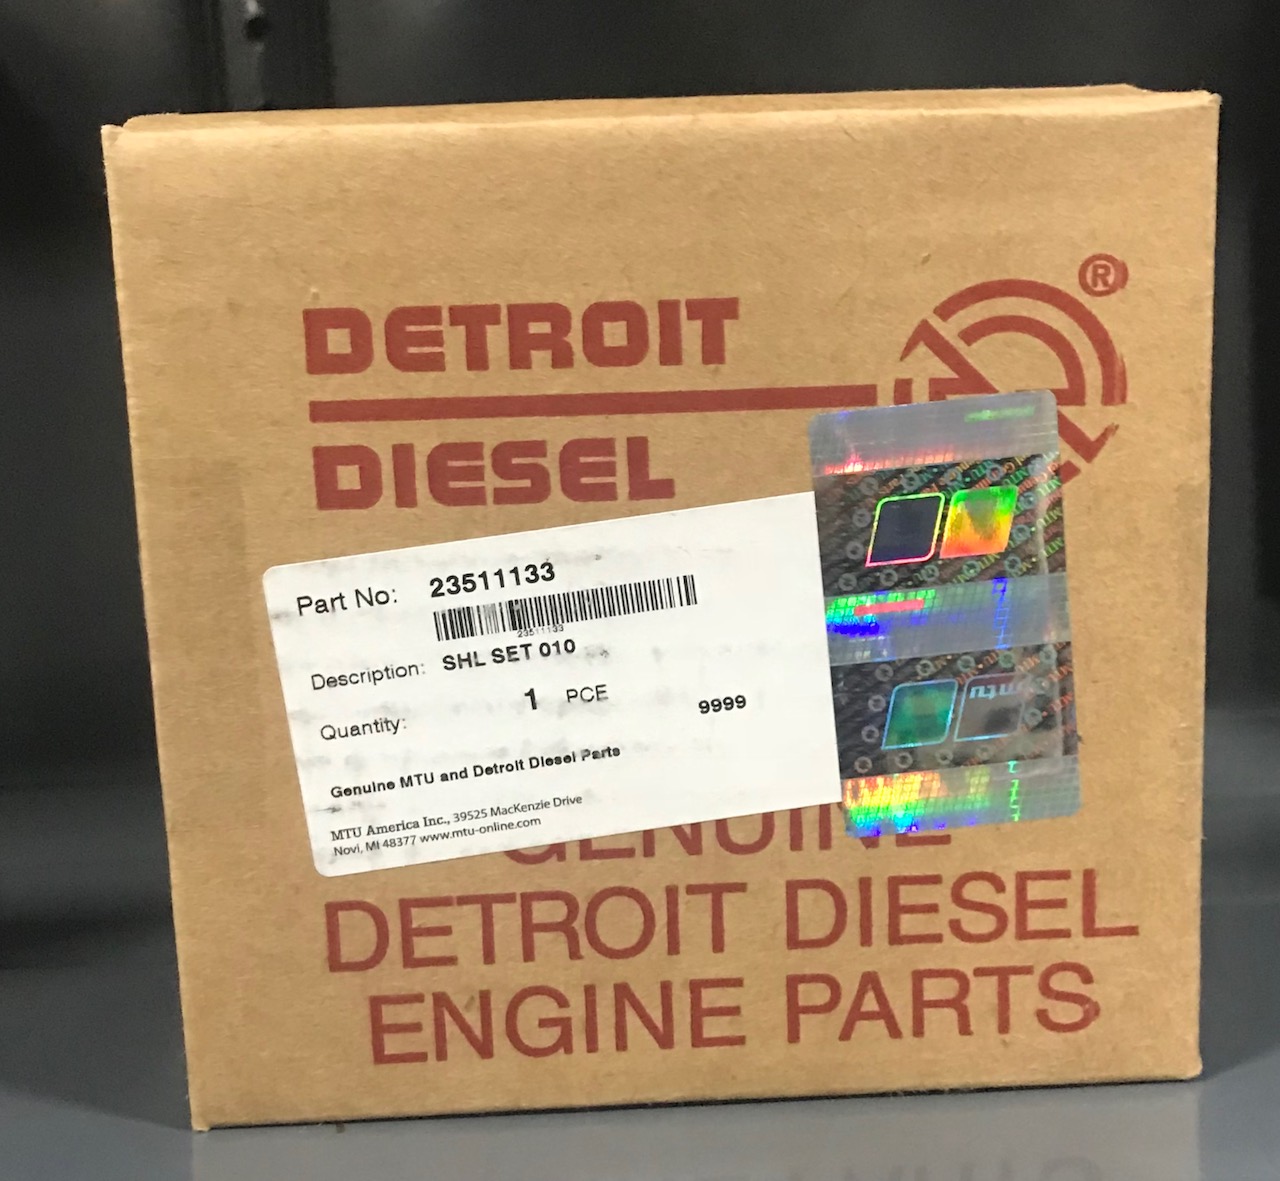 DETROIT
®
DIESEL
Part No: 23511133
23511133
Description: SHL SET 010
Quantity: 1 PCE 9999
Genuine MTU and Detroit Diesel Parts
MTU America Inc., 39525 MacKenzie Drive
Novi, MI 48377 www.mtu-online.com
mtu
GENUINE
DETROIT DIESEL
ENGINE PARTS